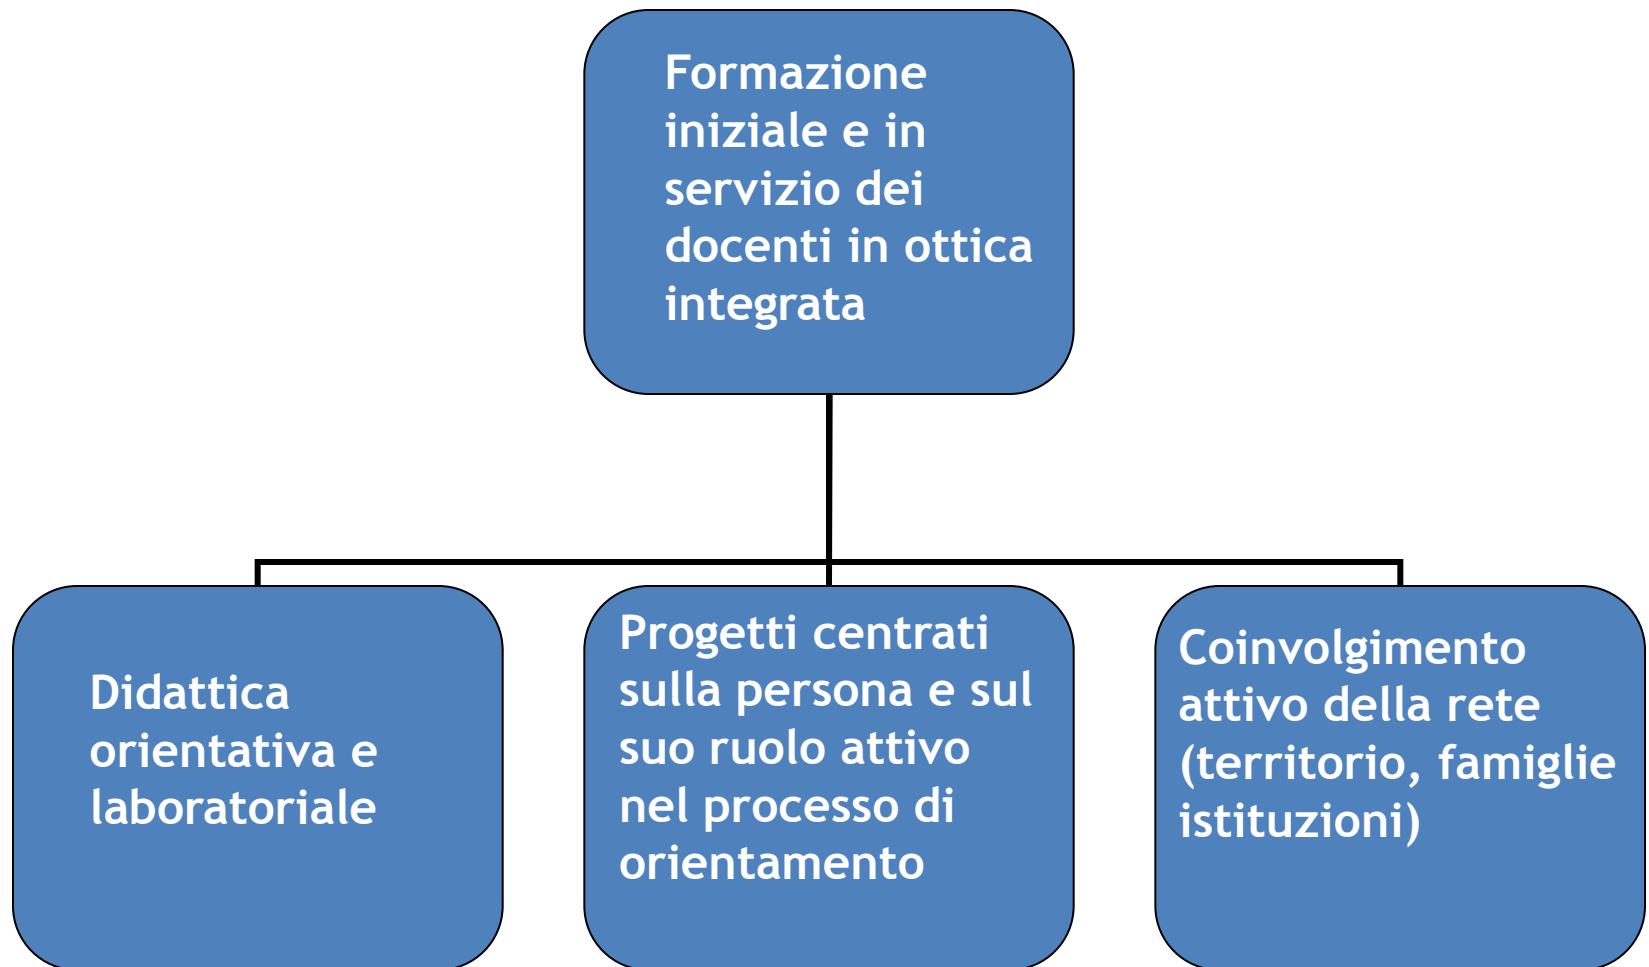 Formazione
iniziale e in
servizio dei
docenti in ottica
integrata
Didattica
orientativa e
laboratoriale
Progetti centrati
sulla persona e sul
suo ruolo attivo
nel processo di
orientamento
Coinvolgimento
attivo della rete
(territorio, famiglie
istituzioni)